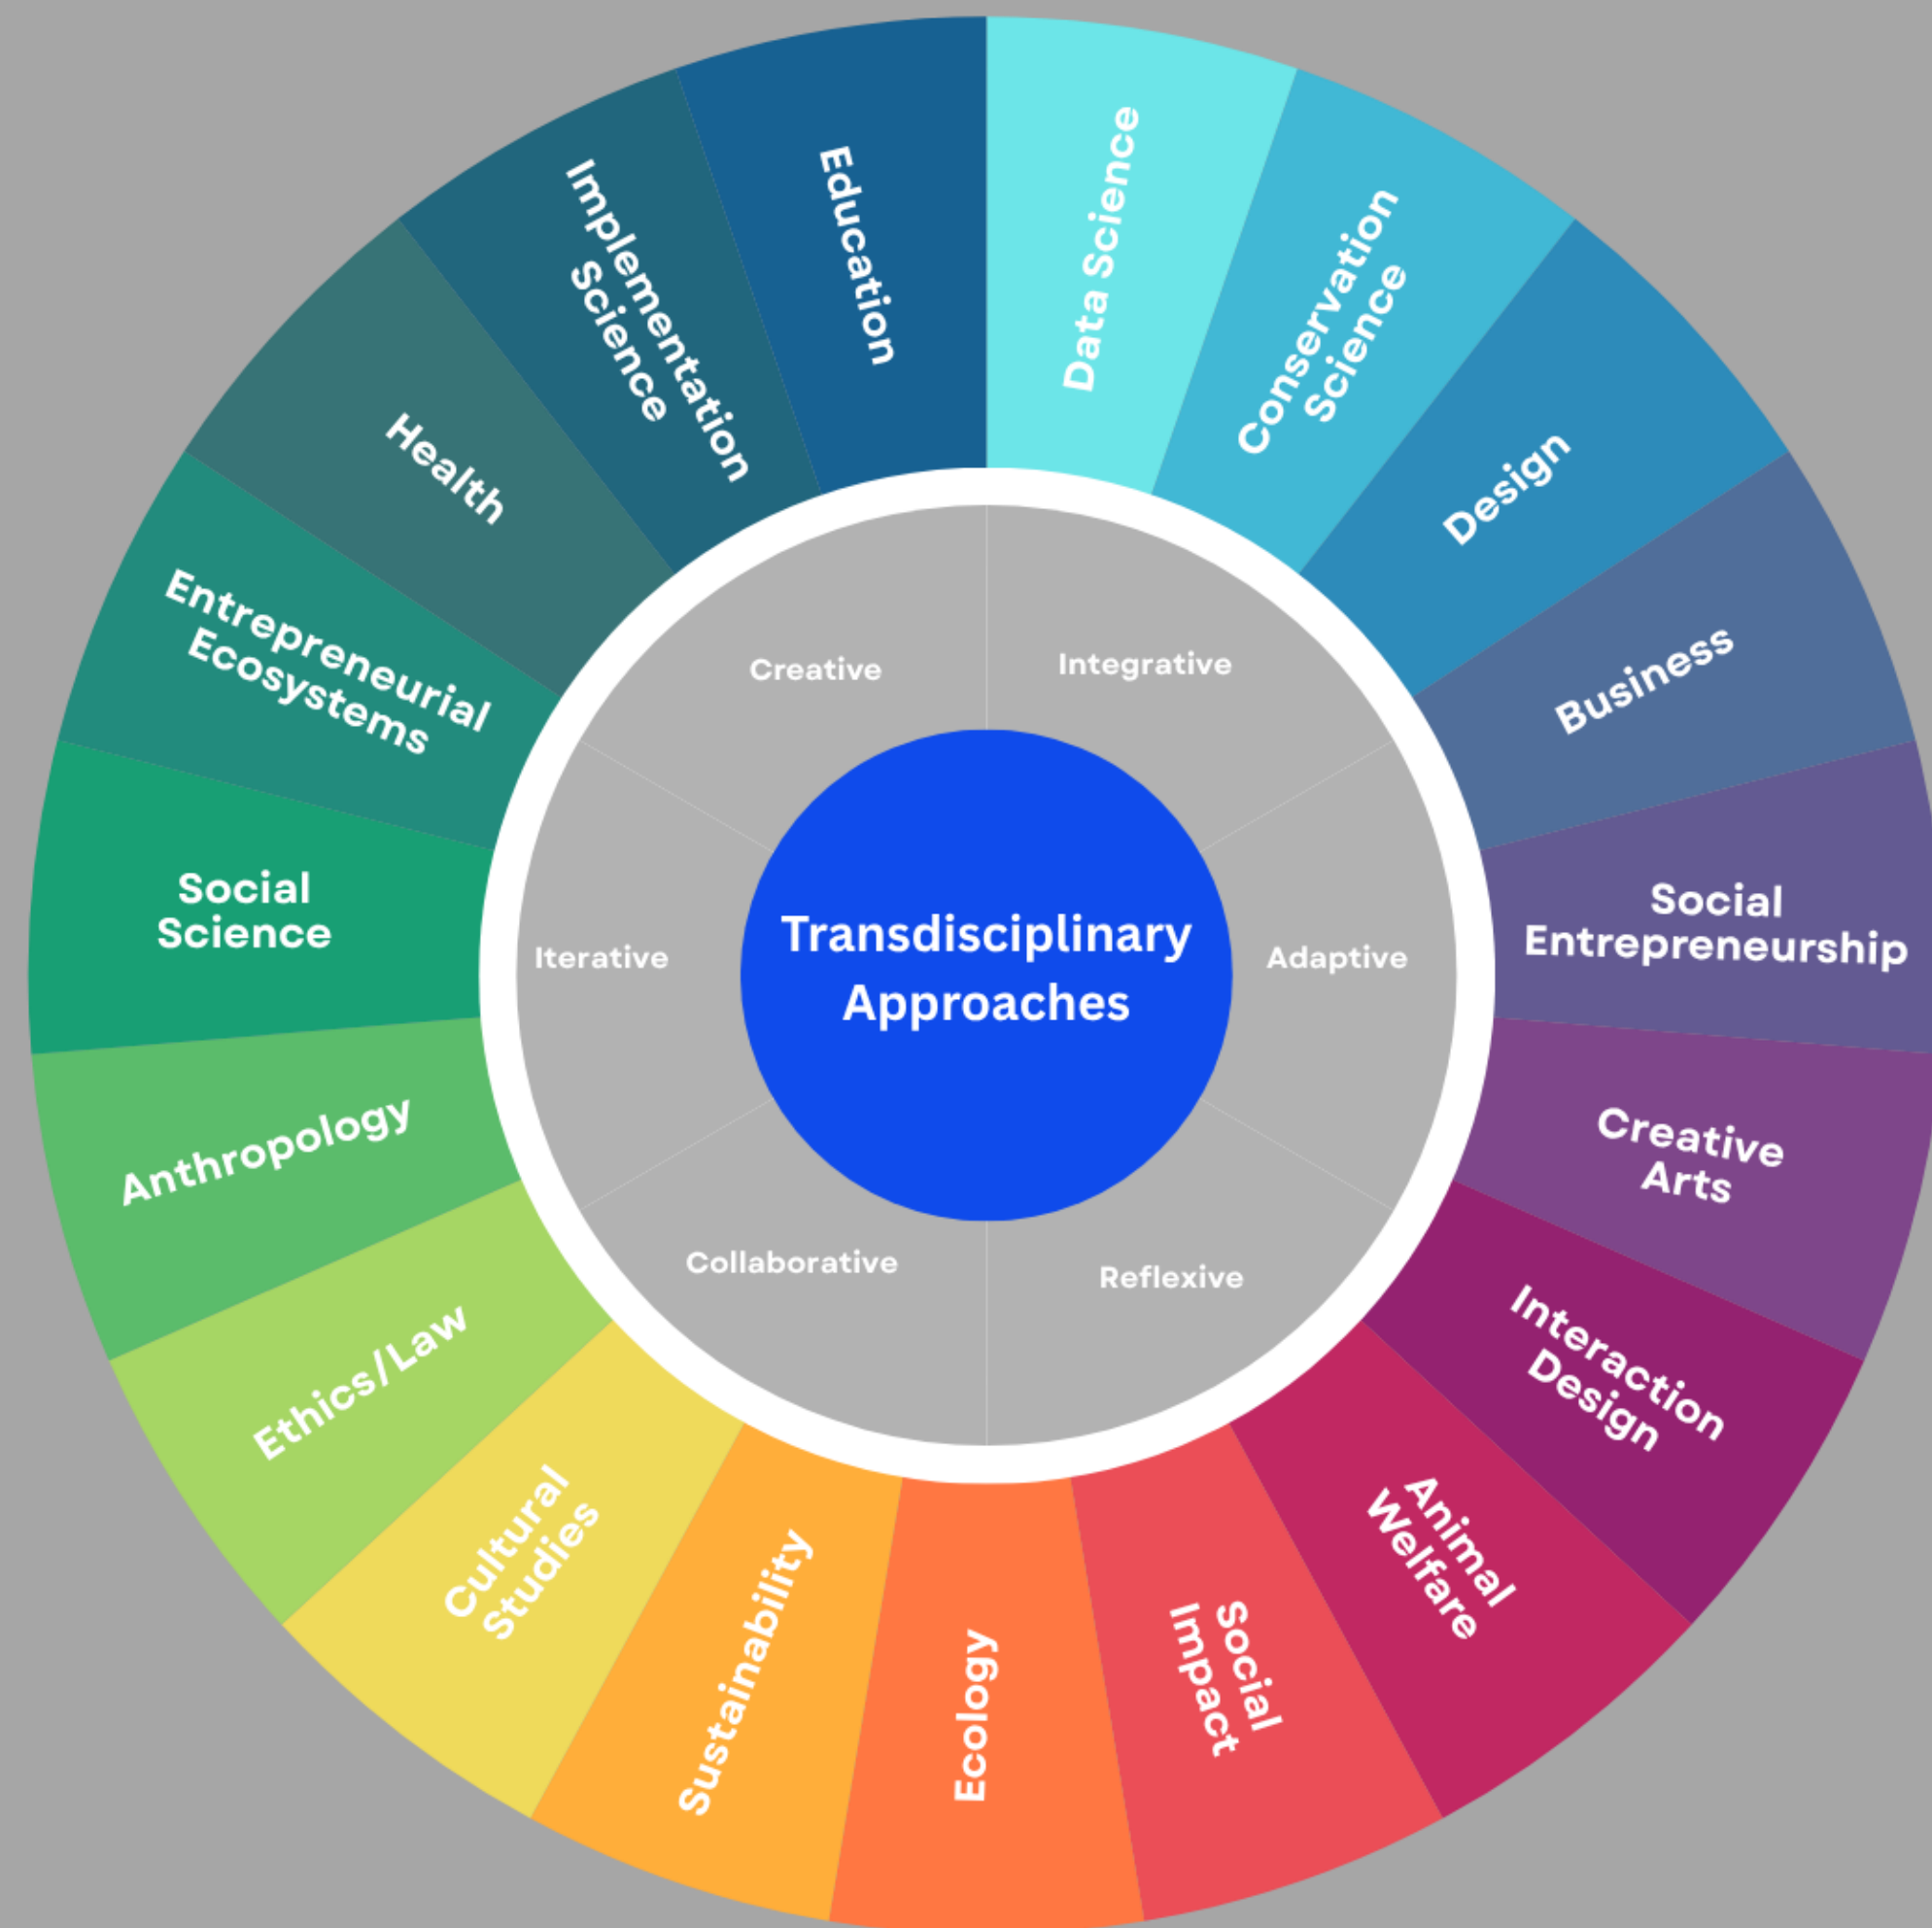 Data Science
Conservation
Science
Design
Business
Social
Entrepreneurship
Creative
Arts
Interaction
Design
Animal
Welfare
Social
Impact
Ecology
Sustainability
Cultural
Studies
Ethics/Law
Anthropology
Social
Science
Entrepreneurial
Ecosystems
Health
Implementation
Science
Education
Integrative
Adaptive
Reflexive
Collaborative
Iterative
Creative
Transdisciplinary
Approaches